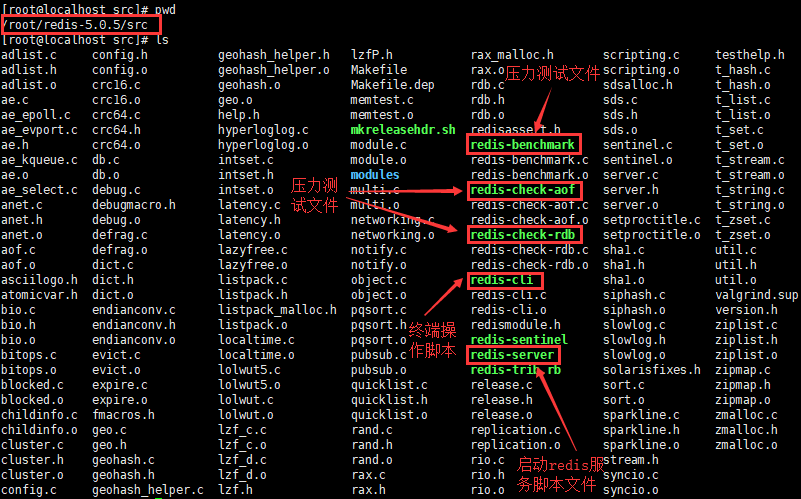 [root@localhost src]# pwd
/root/redis-5.0.5/src
[root@localhost src]# ls
adlist.c config.h geohash_helper.h lzfP.h rax_malloc.h scripting.c testhelp.h
adlist.h config.o geohash_helper.o Makefile rax.o scripting.o t_hash.c
压力测试文件
adlist.o crc16.c geohash.o Makefile.dep rdb.c sdsalloc.h t_hash.o
ae.c crc16.o geo.o memtest.c rdb.h sds.c t_list.c
ae_epoll.c crc64.c help.h memtest.o rdb.o sds.h t_list.o
ae_evport.c crc64.h hyperloglog.c mkreleasehdr.sh redisassert.h sds.o t_set.c
ae.h crc64.o hyperloglog.o module.c redis-benchmark sentinel.c t_set.o
ae_kqueue.c db.c intset.c module.o redis-benchmark.c sentinel.o t_stream.c
ae.o db.o intset.h modules redis-benchmark.o server.c t_stream.o
ae_select.c debug.c intset.o multi.c redis-check-aof server.h t_string.c
压力测
试文件
anet.c debugmacro.h latency.c multi.o redis-check-aof.c server.o t_string.o
anet.h debug.o latency.h networking.c redis-check-aof.o setproctitle.c t_zset.c
anet.o defrag.c latency.o networking.o redis-check-rdb setproctitle.o t_zset.o
aof.c defrag.o lazyfree.c notify.c redis-check-rdb.c sha1.c util.c
aof.o dict.c lazyfree.o notify.o redis-check-rdb.o sha1.h util.h
asciilogo.h dict.h listpack.c object.c redis-cli sha1.o util.o
atomicvar.h dict.o listpack.h object.o redis-cli.c siphash.c valgrind.sup
bio.c endianconv.c listpack_malloc.h pqsort.c redis-cli.o siphash.o version.h
bio.h endianconv.h listpack.o pqsort.h redismodule.h slowlog.c ziplist.c
终端操
作脚本
bio.o endianconv.o localtime.c pqsort.o redis-sentinel slowlog.h ziplist.h
bitops.c evict.c localtime.o pubsub.c redis-server slowlog.o ziplist.o
bitops.o evict.o lolwut5.c pubsub.o redis-trib.rb solarisfixes.h zipmap.c
blocked.c expire.c lolwut5.o quicklist.c release.c sort.c zipmap.h
blocked.o expire.o lolwut.c quicklist.h release.h sort.o zipmap.o
childinfo.c fmacros.h lolwut.o quicklist.o release.o sparkline.c zmalloc.c
childinfo.o geo.c lzf_c.c rand.c replication.c sparkline.h zmalloc.h
cluster.c geo.h lzf_c.o rand.h replication.o sparkline.o zmalloc.o
cluster.h geohash.c lzf_d.c rand.o rio.c stream.h
cluster.o geohash.h lzf_d.o rax.c rio.h syncio.c
config.c geohash_helper.c lzf.h rax.h rio.o syncio.o
启动redis服
务脚本文件